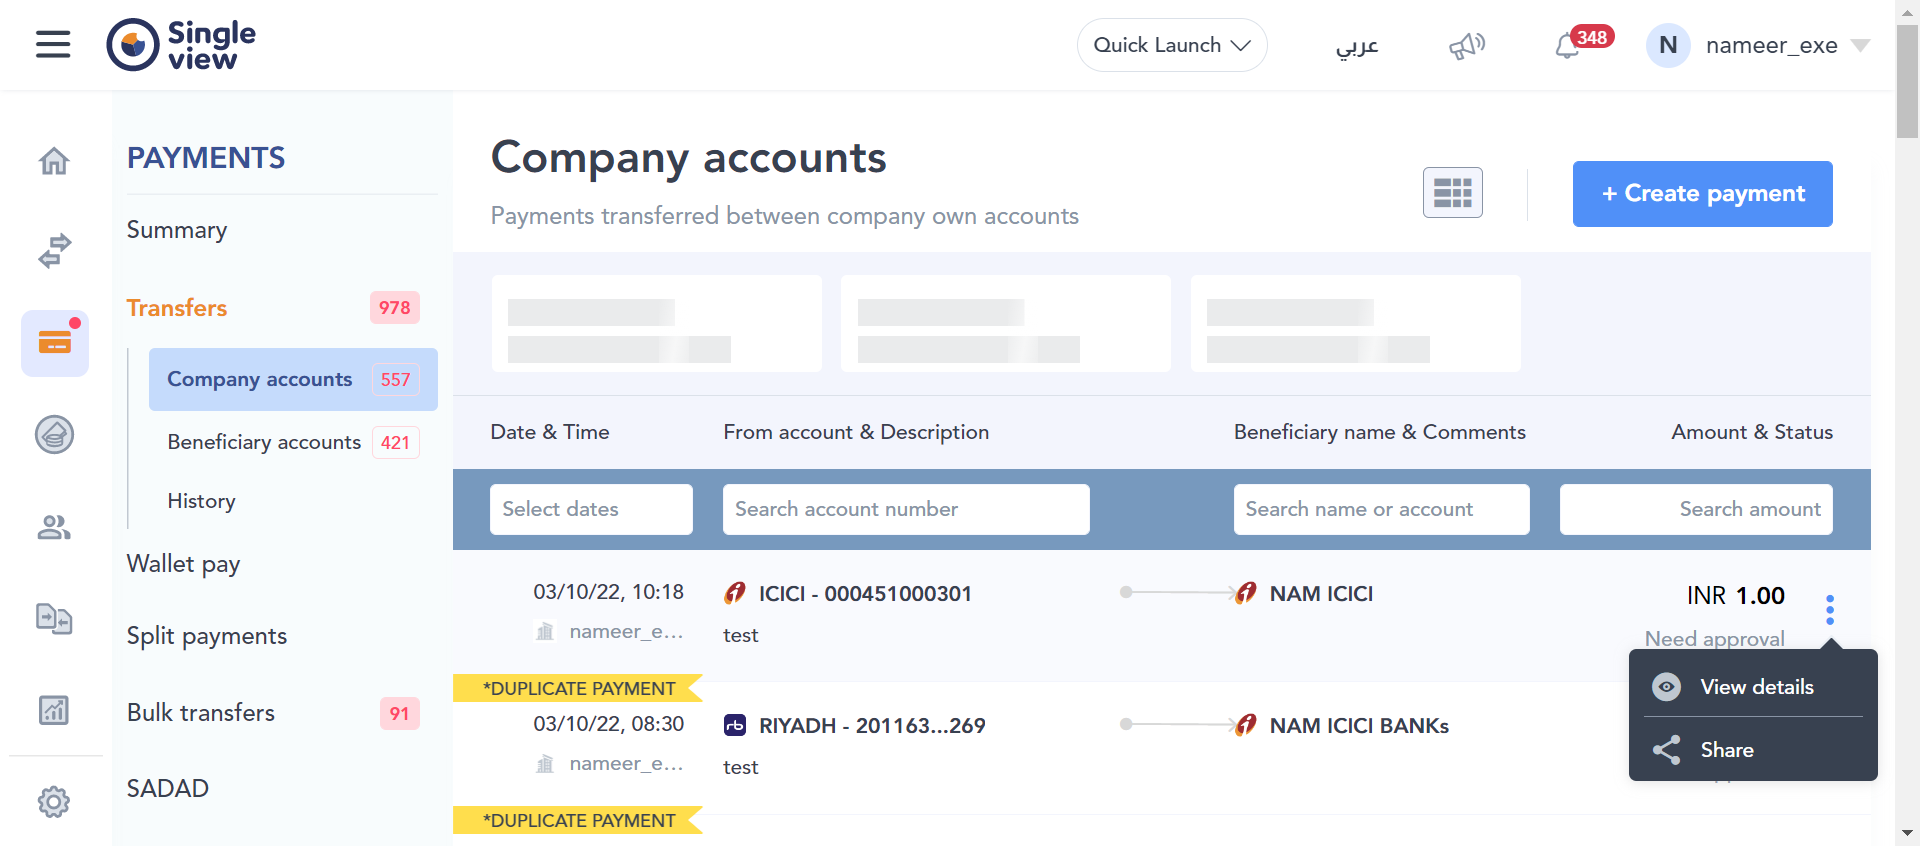 Single
view
Quick Launch
عربي
348
N
nameer_exe
PAYMENTS
Summary
Transfers 978
Company accounts 557
Beneficiary accounts 421
History
Wallet pay
Split payments
Bulk transfers 91
SADAD
Company accounts
Payments transferred between company own accounts
+ Create payment
Date & Time From account & Description Beneficiary name & Comments Amount & Status
Select dates Search account number Search name or account Search amount
03/10/22, 10:18 ICICI - 000451000301 NAM ICICI INR 1.00
nameer_e... test Need approval
*DUPLICATE PAYMENT
View details
03/10/22, 08:30 RIYADH - 201163...269 NAM ICICI BANKs
nameer_e... test
Share
*DUPLICATE PAYMENT